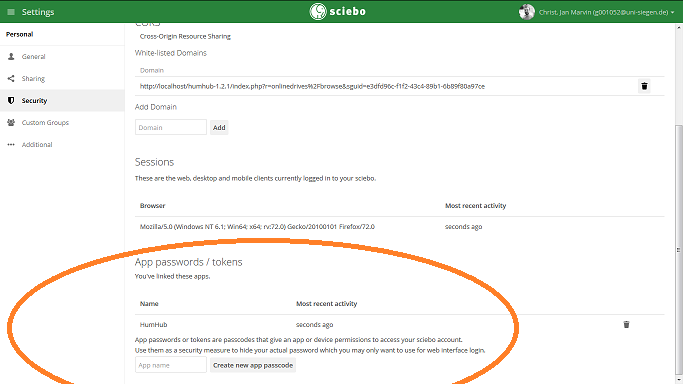 Settings
sciebo
Christ, Jan Marvin (g001052@uni-siegen.de)
Personal
General
Sharing
Security
Custom Groups
Additional
CORS
Cross-Origin Resource Sharing
White-listed Domains
Domain
http://localhost/humhub-1.2.1/index.php?r=onlinedrives%2Fbrowse&sguid=e3dfd96c-f1f2-43c4-89b1-6b89f80a97ce
Add Domain
Domain
Add
Sessions
These are the web, desktop and mobile clients currently logged in to your sciebo.
Browser Most recent activity
Mozilla/5.0 (Windows NT 6.1; Win64; x64; rv:72.0) Gecko/20100101 Firefox/72.0 seconds ago
App passwords / tokens
You've linked these apps.
Name Most recent activity
HumHub seconds ago
App passwords or tokens are passcodes that give an app or device permissions to access your sciebo account.
Use them as a security measure to hide your actual password which you may only want to use for web interface login.
App name
Create new app passcode